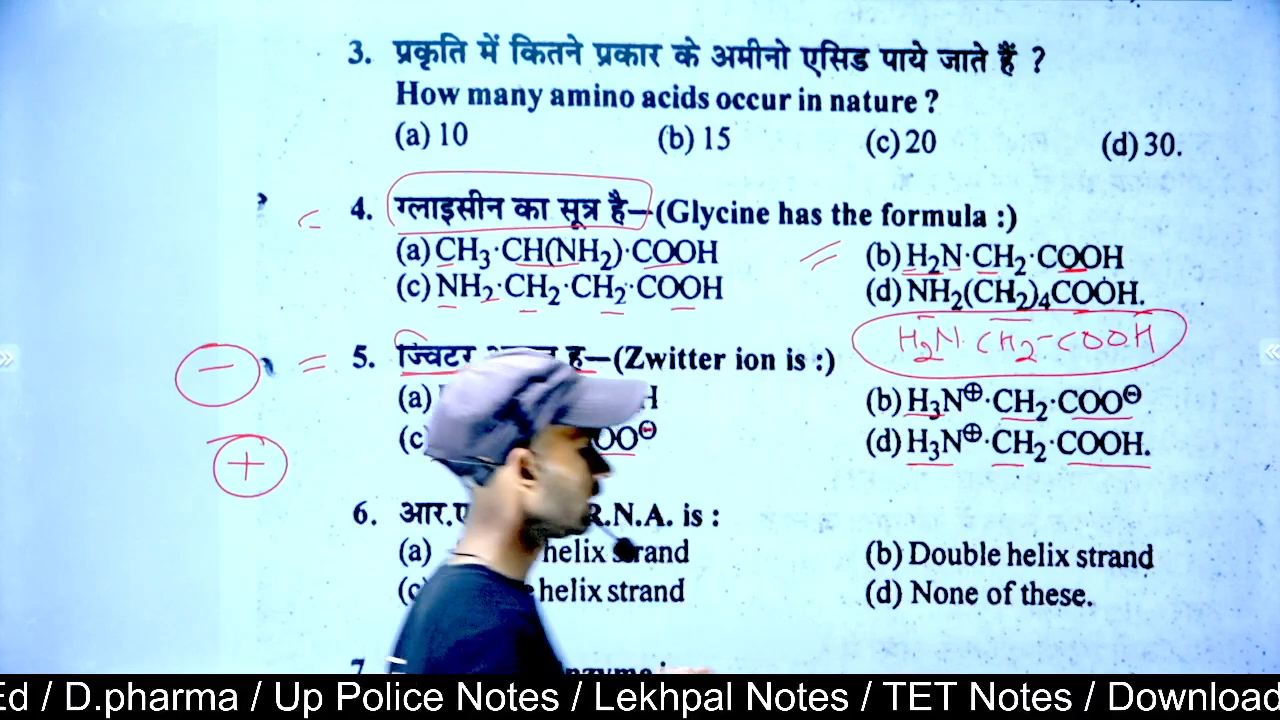 3. प्रकृति में कितने प्रकार के अमीनो एसिड पाये जाते हैं ?
How many amino acids occur in nature ?
(a) 10 (b) 15 (c) 20 (d) 30.
4. ग्लाइसीन का सूत्र है—(Glycine has the formula :)
(a) CH₃·CH(NH₂)·COOH (b) H₂N·CH₂·COOH
(c) NH₂·CH₂·CH₂·COOH (d) NH₂(CH₂)₄COOH.
H₂N·CH₂-COOH
5. ज्विटर है—(Zwitter ion is :)
(a) H (b) H₃N⊕·CH₂·COO⊖
(c) OO⊖ (d) H₃N⊕·CH₂·COOH.
−
+
6. आर.ए R.N.A. is :
(a) helix strand (b) Double helix strand
(c) helix strand (d) None of these.
7.
Ed / D.pharma / Up Police Notes / Lekhpal Notes / TET Notes / Download